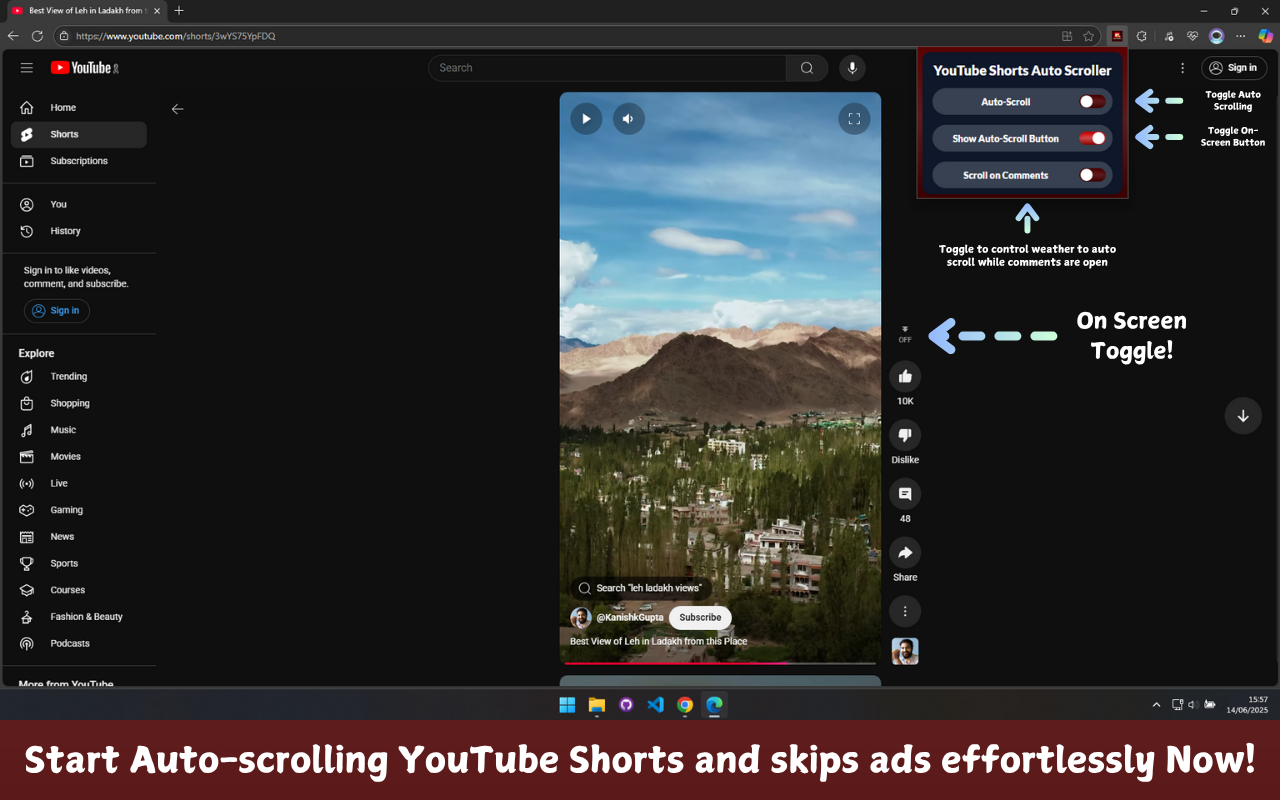 Best View of Leh in Ladakh from t
https://www.youtube.com/shorts/3wYS75YpFDQ
YouTube
Search
Sign in
Home
Shorts
Subscriptions
You
History
Sign in to like videos,
comment, and subscribe.
Sign in
Explore
Trending
Shopping
Music
Movies
Live
Gaming
News
Sports
Courses
Fashion & Beauty
Podcasts
More from YouTube
YouTube Shorts Auto Scroller
Auto-Scroll
Show Auto-Scroll Button
Scroll on Comments
Toggle Auto
Scrolling
Toggle On-
Screen Button
Toggle to control weather to auto
scroll while comments are open
On Screen
Toggle!
OFF
10K
Dislike
48
Share
Search "leh ladakh views"
@KanishkGupta
Subscribe
Best View of Leh in Ladakh from this Place
15:57
14/06/2025
Start Auto-scrolling YouTube Shorts and skips ads effortlessly Now!